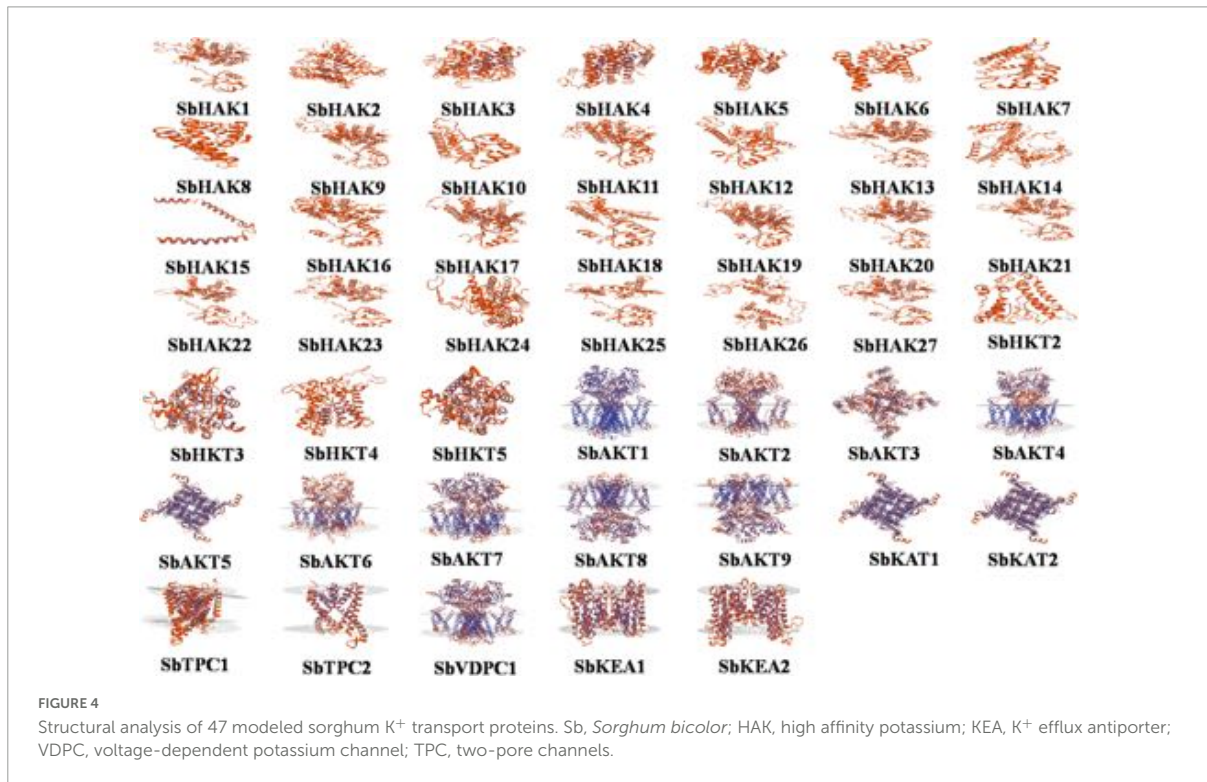 SbHAK1 SbHAK2 SbHAK3 SbHAK4 SbHAK5 SbHAK6 SbHAK7
SbHAK8 SbHAK9 SbHAK10 SbHAK11 SbHAK12 SbHAK13 SbHAK14
SbHAK15 SbHAK16 SbHAK17 SbHAK18 SbHAK19 SbHAK20 SbHAK21
SbHAK22 SbHAK23 SbHAK24 SbHAK25 SbHAK26 SbHAK27 SbHKT2
SbHKT3 SbHKT4 SbHKT5 SbAKT1 SbAKT2 SbAKT3 SbAKT4
SbAKT5 SbAKT6 SbAKT7 SbAKT8 SbAKT9 SbKAT1 SbKAT2
SbTPC1 SbTPC2 SbVDPC1 SbKEA1 SbKEA2
FIGURE 4
Structural analysis of 47 modeled sorghum K⁺ transport proteins. Sb, Sorghum bicolor; HAK, high affinity potassium; KEA, K⁺ efflux antiporter;
VDPC, voltage-dependent potassium channel; TPC, two-pore channels.